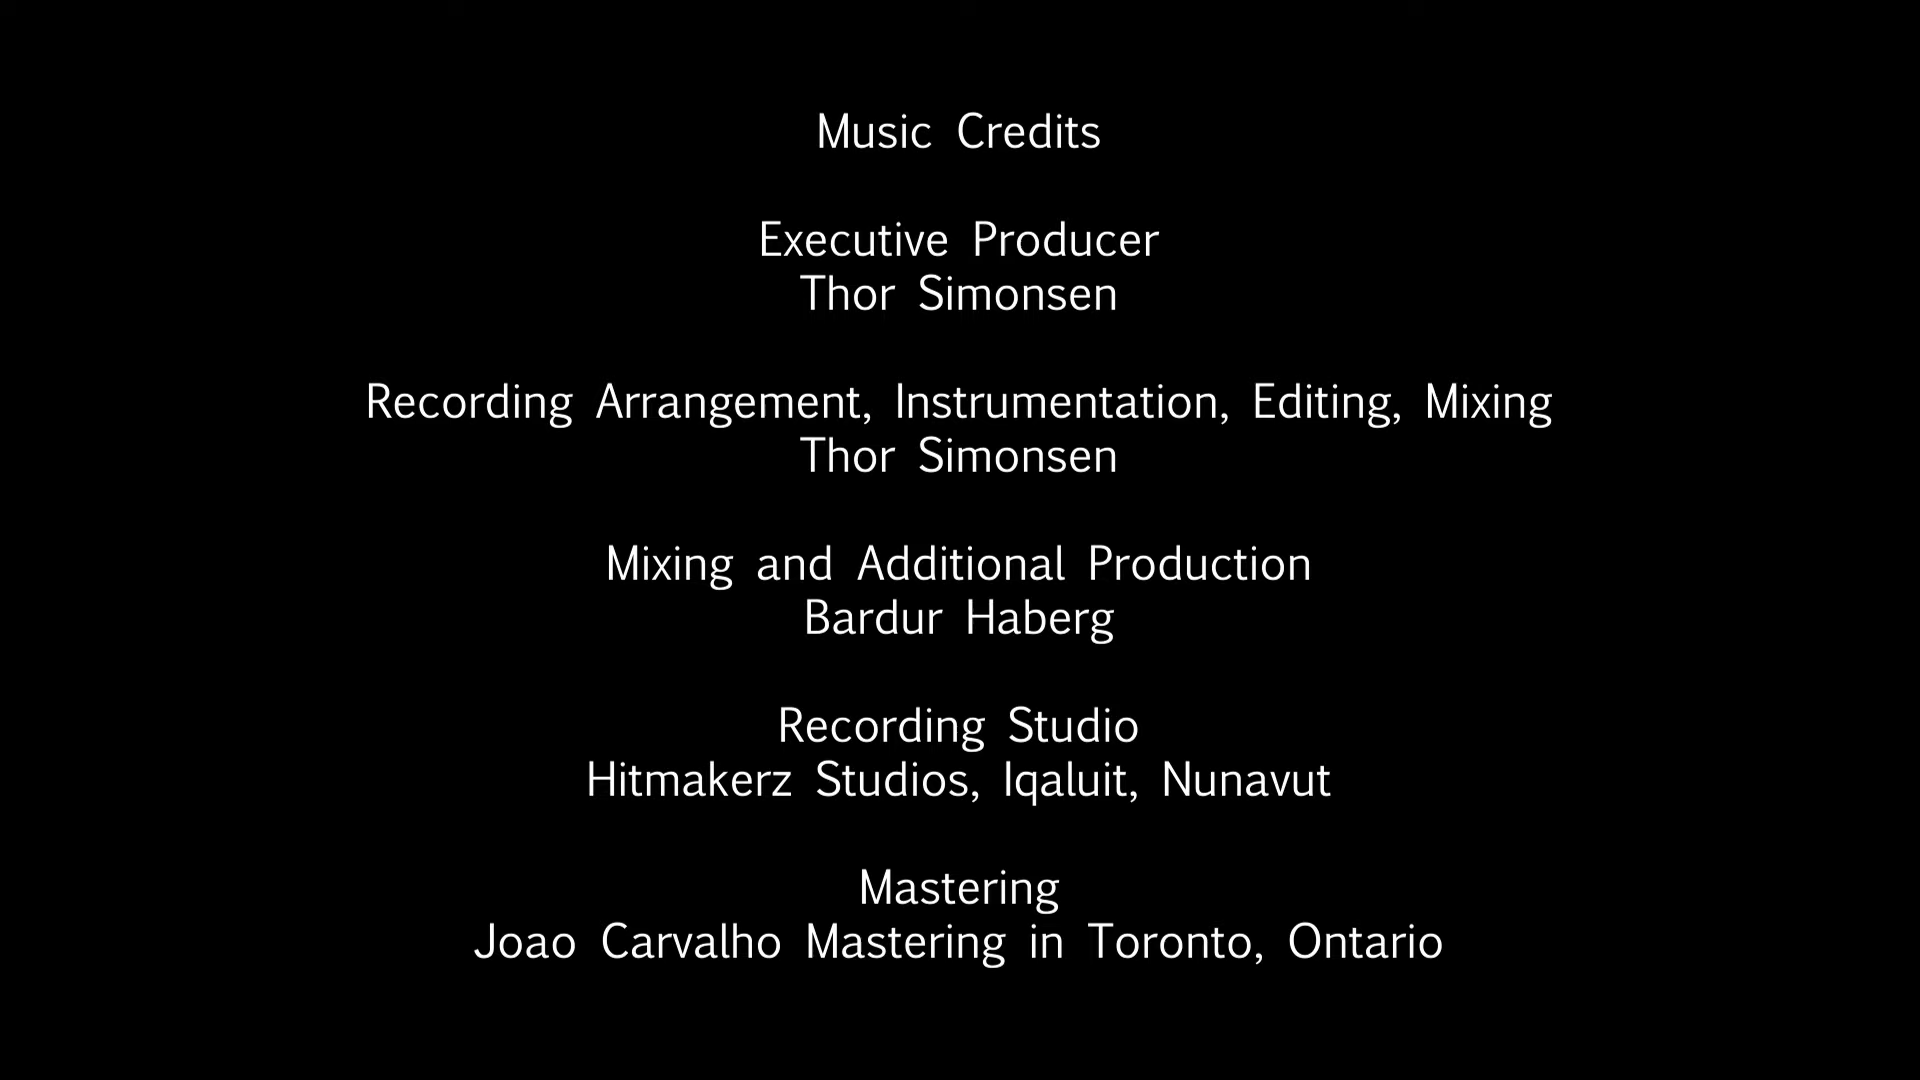 Music Credits
Executive Producer
Thor Simonsen
Recording Arrangement, Instrumentation, Editing, Mixing
Thor Simonsen
Mixing and Additional Production
Bardur Haberg
Recording Studio
Hitmakerz Studios, Iqaluit, Nunavut
Mastering
Joao Carvalho Mastering in Toronto, Ontario